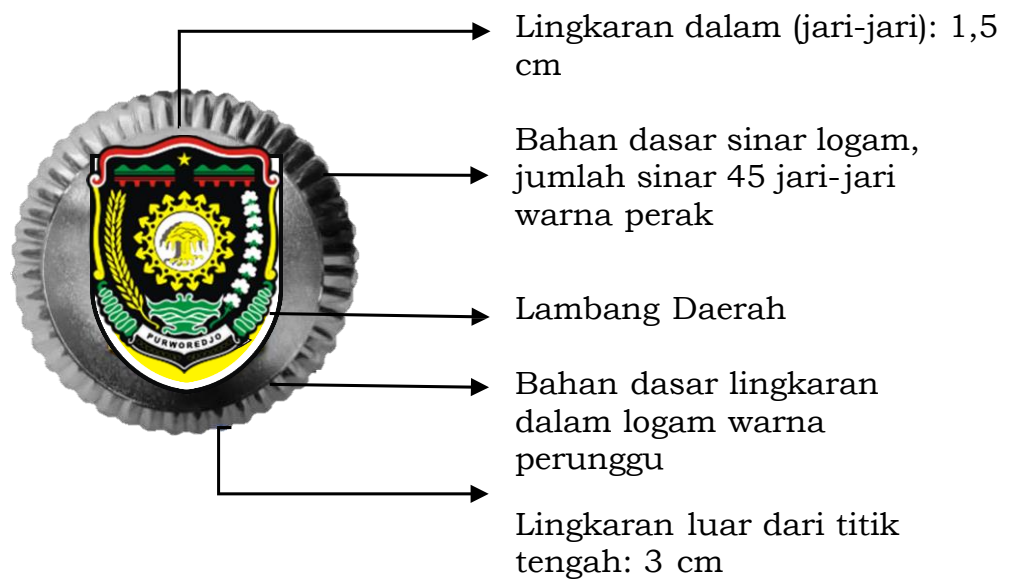 Lingkaran dalam (jari-jari): 1,5
cm
Bahan dasar sinar logam,
jumlah sinar 45 jari-jari
warna perak
Lambang Daerah
PURWOREDJO
Bahan dasar lingkaran
dalam logam warna
perunggu
Lingkaran luar dari titik
tengah: 3 cm